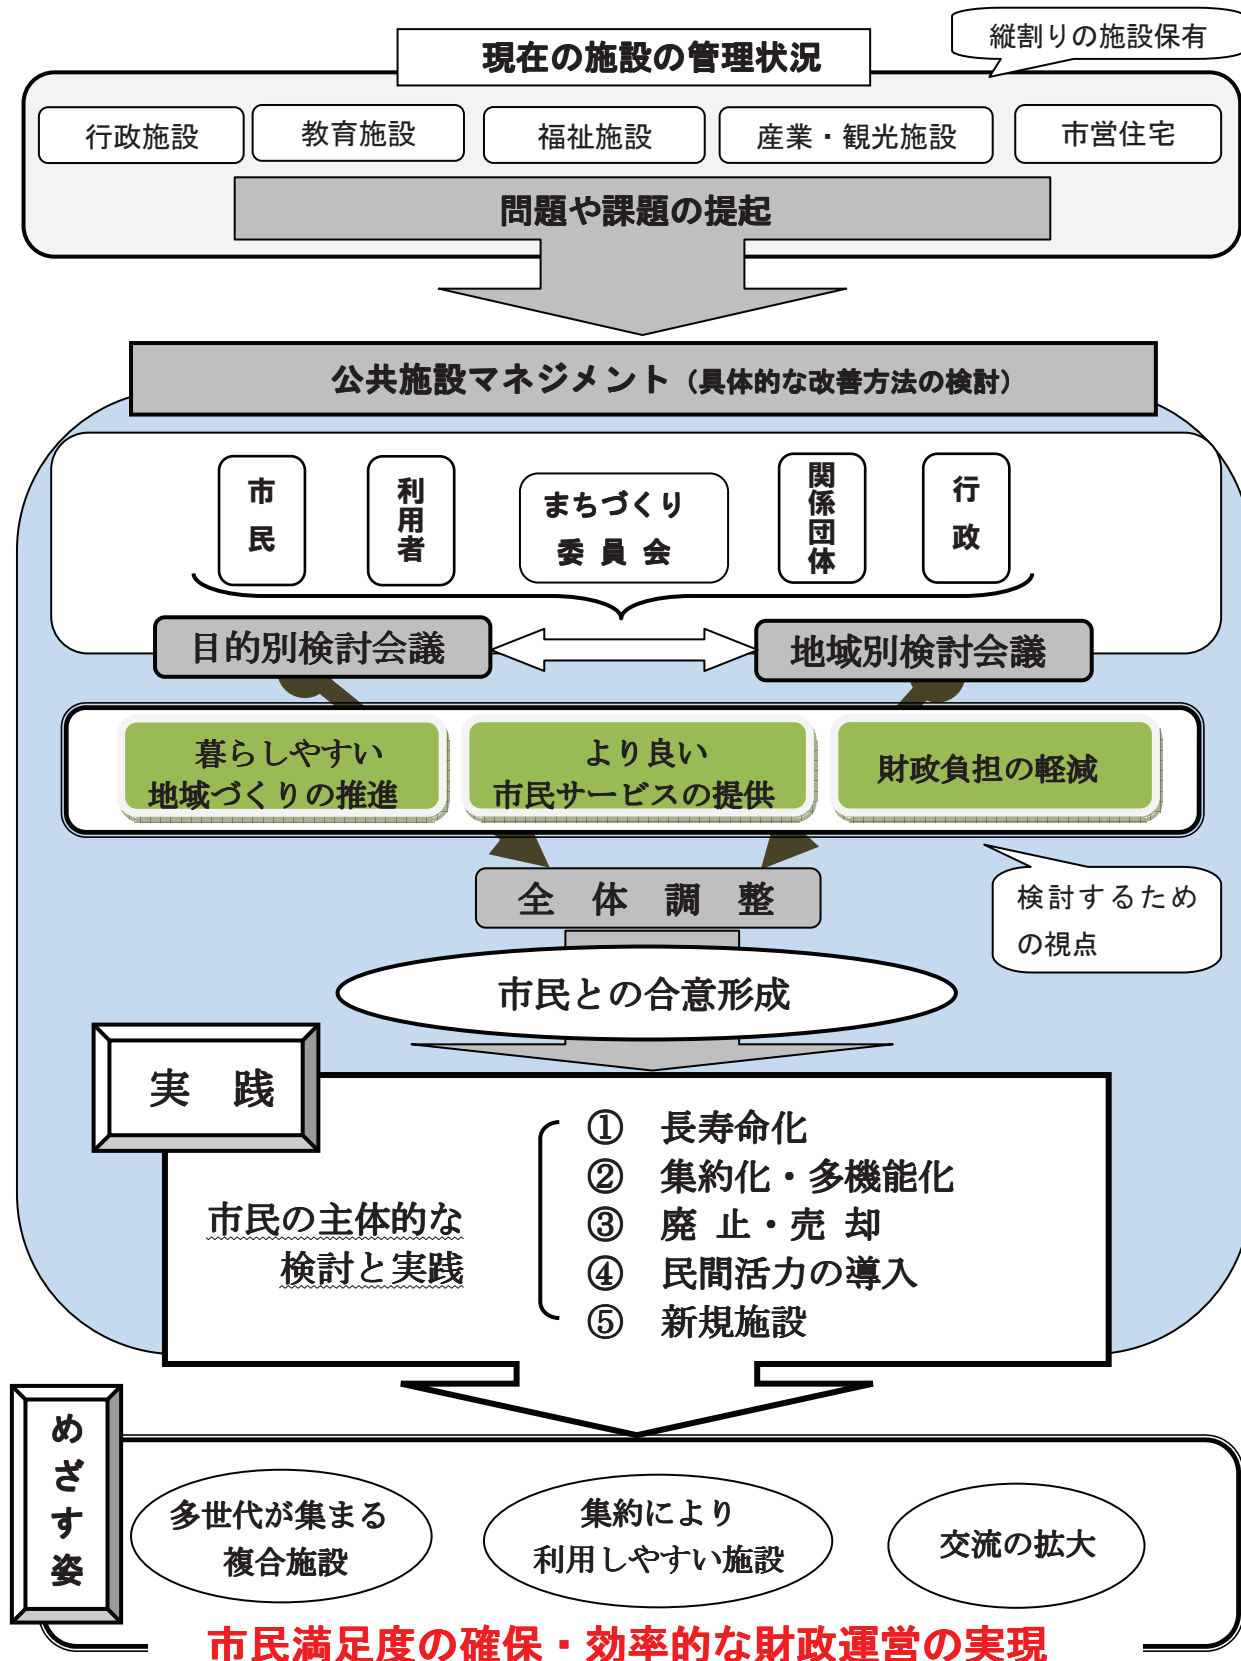 縦割りの施設保有
現在の施設の管理状況
行政施設
教育施設
福祉施設
産業・観光施設
市営住宅
問題や課題の提起
公共施設マネジメント（具体的な改善方法の検討）
市民
利用者
まちづくり
委員会
関係団体
行政
目的別検討会議
地域別検討会議
暮らしやすい
地域づくりの推進
より良い
市民サービスの提供
財政負担の軽減
検討するため
の視点
全体調整
市民との合意形成
実践
市民の主体的な
検討と実践
① 長寿命化
② 集約化・多機能化
③ 廃止・売却
④ 民間活力の導入
⑤ 新規施設
めざす姿
多世代が集まる
複合施設
集約により
利用しやすい施設
交流の拡大
市民満足度の確保・効率的な財政運営の実現